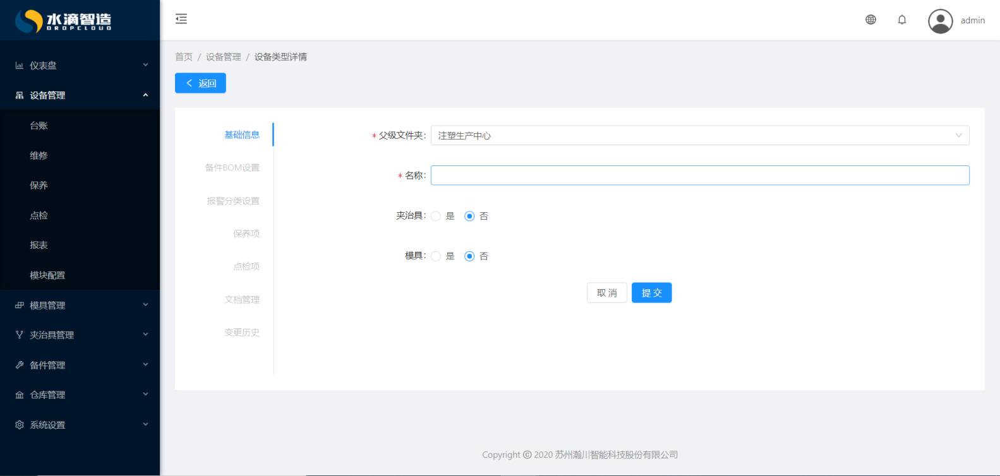 水滴智造
DROPCLOUD
admin
仪表盘
设备管理
台账
维修
保养
点检
报表
模块配置
模具管理
夹治具管理
备件管理
仓库管理
系统设置
首页 / 设备管理 / 设备类型详情
返回
基础信息
备件BOM设置
报警分类设置
保养项
点检项
文档管理
变更历史
* 父级文件夹: 注塑生产中心
* 名称:
夹治具: 是 否
模具: 是 否
取 消 提 交
Copyright © 2020 苏州瀚川智能科技股份有限公司